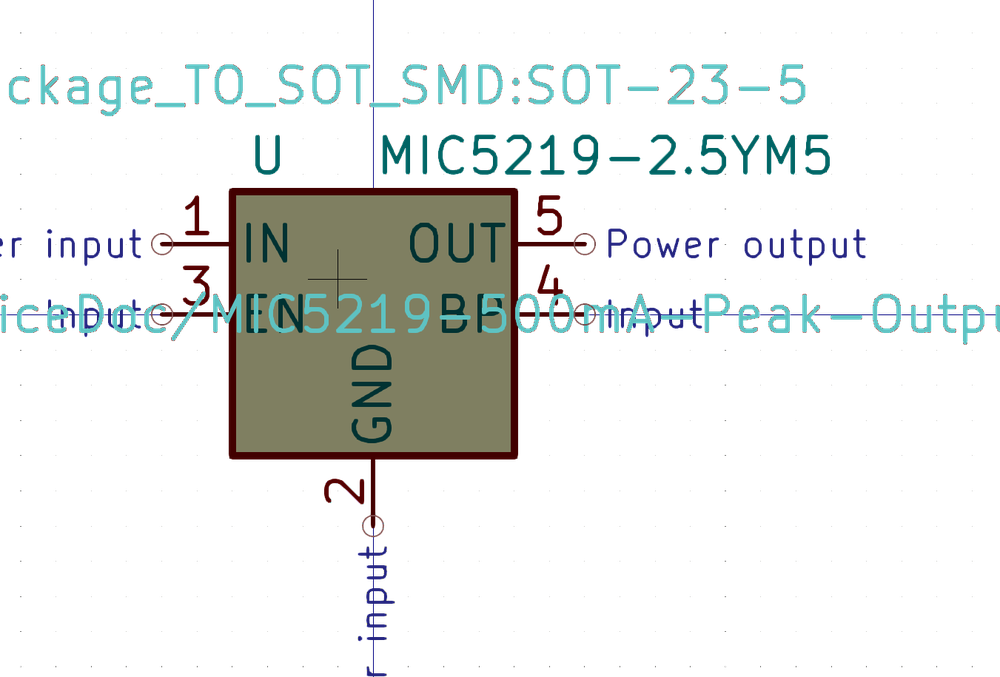 ckage_TO_SOT_SMD:SOT-23-5
U MIC5219-2.5YM5
1 5
er input IN OUT Power output
3 4
Input EN BP Input
iceDoc/MIC5219-500mA-Peak-Outpu
GND
2
r input